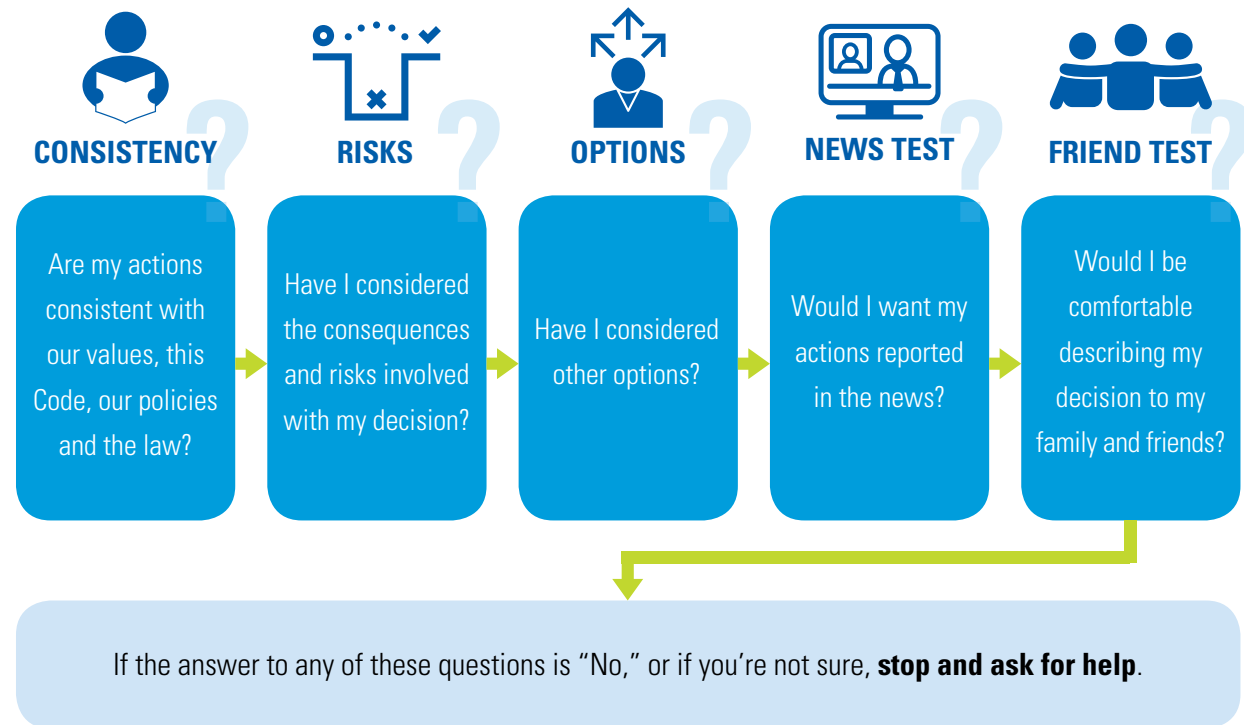 CONSISTENCY
?
Are my actions
consistent with
our values, this
Code, our policies
and the law?
RISKS
?
Have I considered
the consequences
and risks involved
with my decision?
OPTIONS
?
Have I considered
other options?
NEWS TEST
?
Would I want my
actions reported
in the news?
FRIEND TEST
?
Would I be
comfortable
describing my
decision to my
family and friends?
If the answer to any of these questions is “No,” or if you’re not sure, stop and ask for help.